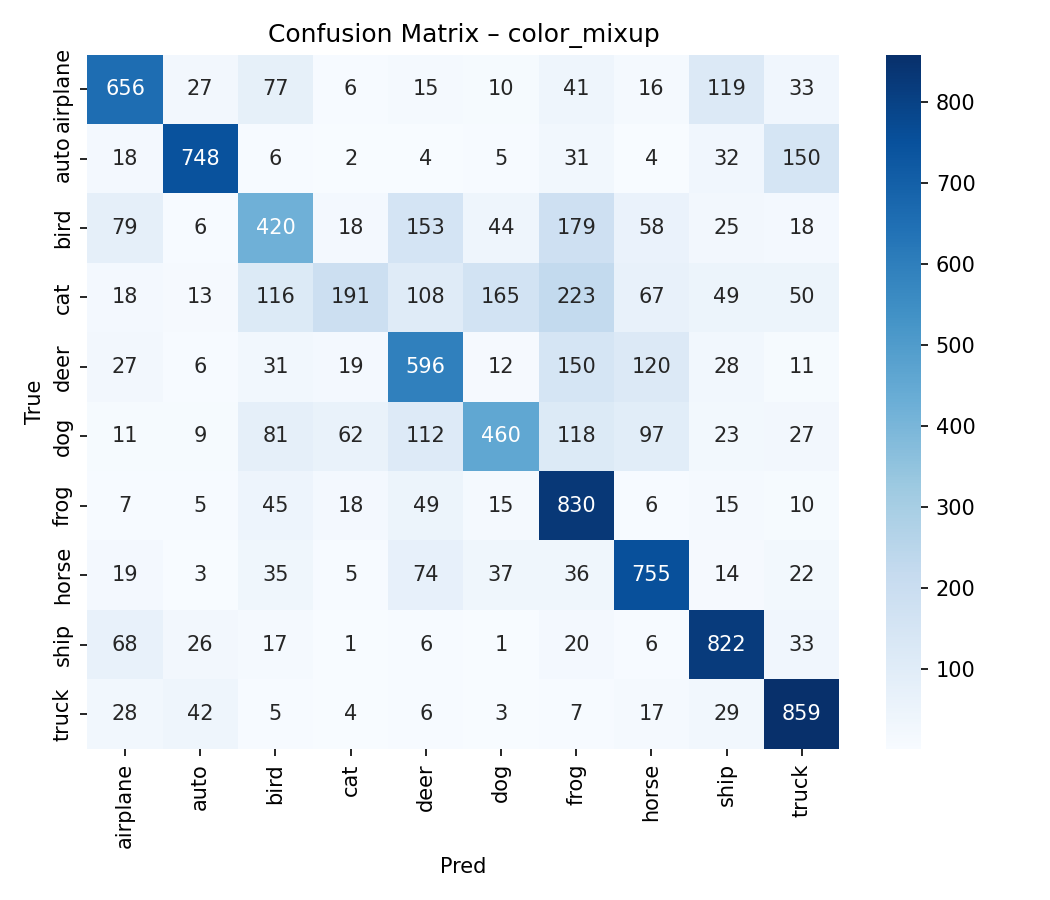 Confusion Matrix – color_mixup
True
airplane 656 27 77 6 15 10 41 16 119 33
auto 18 748 6 2 4 5 31 4 32 150
bird 79 6 420 18 153 44 179 58 25 18
cat 18 13 116 191 108 165 223 67 49 50
deer 27 6 31 19 596 12 150 120 28 11
dog 11 9 81 62 112 460 118 97 23 27
frog 7 5 45 18 49 15 830 6 15 10
horse 19 3 35 5 74 37 36 755 14 22
ship 68 26 17 1 6 1 20 6 822 33
truck 28 42 5 4 6 3 7 17 29 859
airplane auto bird cat deer dog frog horse ship truck
Pred
800
700
600
500
400
300
200
100